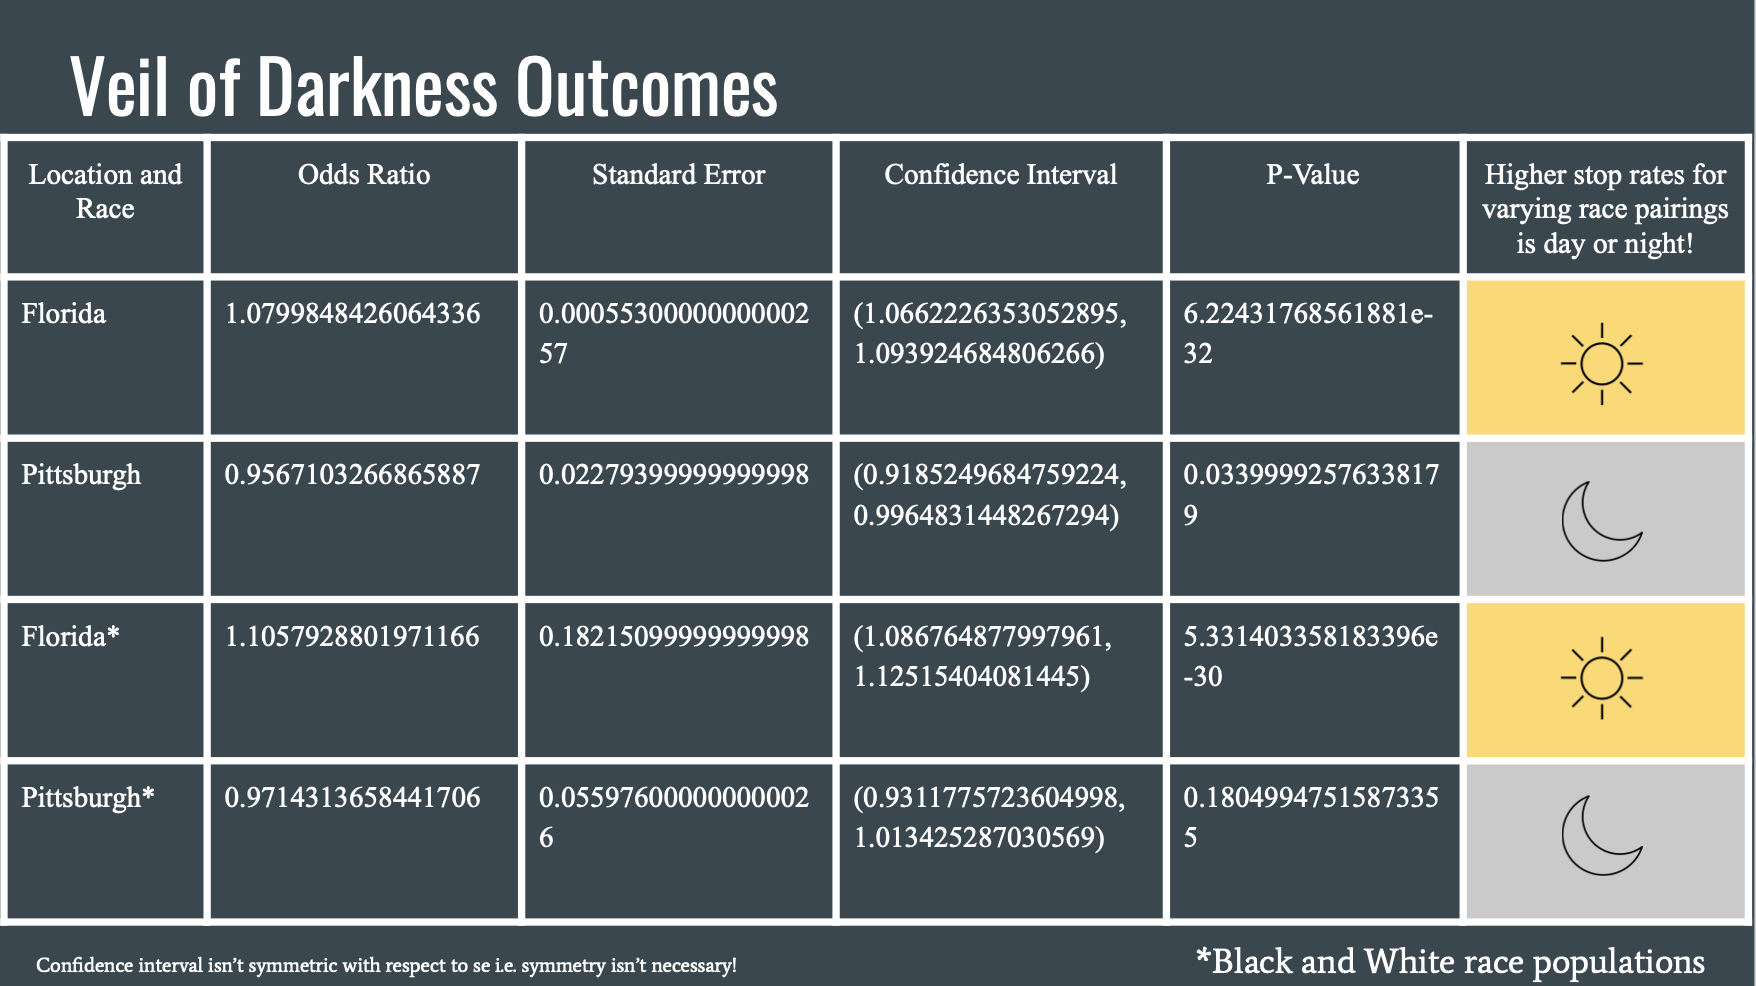 Veil of Darkness Outcomes
Location and
Race
Odds Ratio
Standard Error
Confidence Interval
P-Value
Higher stop rates for
varying race pairings
is day or night!
Florida
1.0799848426064336
0.00055300000000002
57
(1.0662226353052895,
1.093924684806266)
6.22431768561881e-
32
Pittsburgh
0.9567103266865887
0.02279399999999998
(0.9185249684759224,
0.9964831448267294)
0.0339999257633817
9
Florida*
1.1057928801971166
0.18215099999999998
(1.086764877997961,
1.12515404081445)
5.331403358183396e
-30
Pittsburgh*
0.9714313658441706
0.05597600000000002
6
(0.9311775723604998,
1.013425287030569)
0.1804994751587335
5
Confidence interval isn't symmetric with respect to se i.e. symmetry isn't necessary!
*Black and White race populations